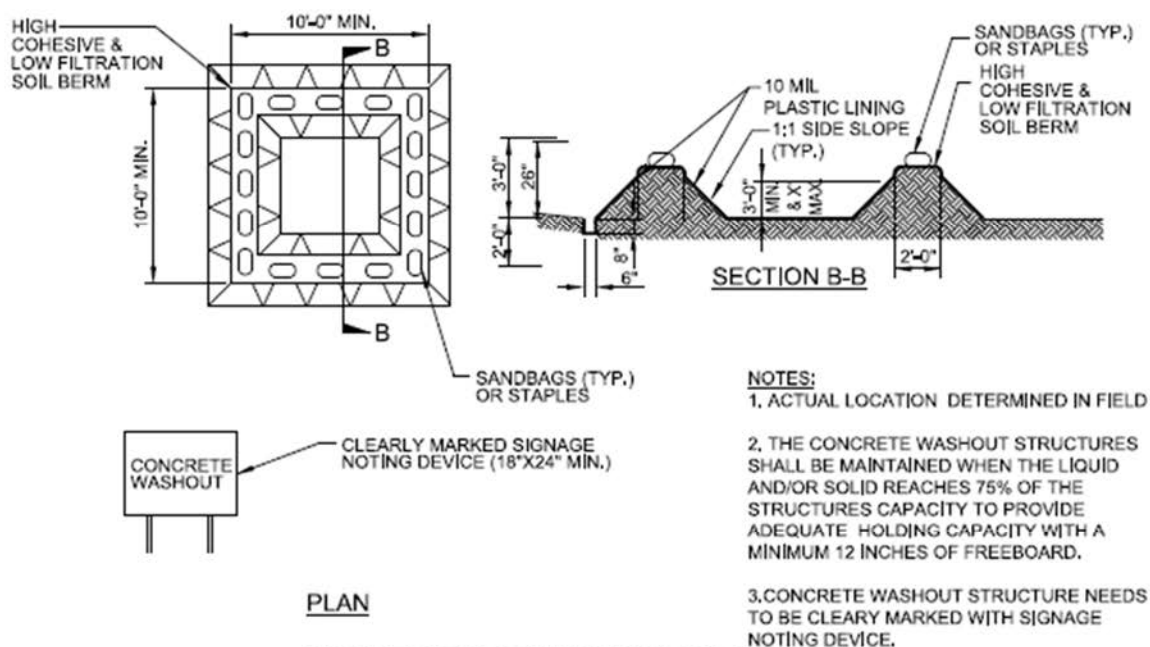 HIGH
COHESIVE &
LOW FILTRATION
SOIL BERM
10'-0" MIN.
B
10'-0" MIN.
B
SANDBAGS (TYP.)
OR STAPLES
CONCRETE
WASHOUT
CLEARLY MARKED SIGNAGE
NOTING DEVICE (18"X24" MIN.)
PLAN
SANDBAGS (TYP.)
OR STAPLES
HIGH
COHESIVE &
LOW FILTRATION
SOIL BERM
10 MIL
PLASTIC LINING
1:1 SIDE SLOPE
(TYP.)
3'-0"
26"
2'-0"
8"
6"
3'-0"
MIN.
& X'
MAX.
2'-0"
SECTION B-B
NOTES:
1. ACTUAL LOCATION DETERMINED IN FIELD
2. THE CONCRETE WASHOUT STRUCTURES
SHALL BE MAINTAINED WHEN THE LIQUID
AND/OR SOLID REACHES 75% OF THE
STRUCTURES CAPACITY TO PROVIDE
ADEQUATE HOLDING CAPACITY WITH A
MINIMUM 12 INCHES OF FREEBOARD.
3.CONCRETE WASHOUT STRUCTURE NEEDS
TO BE CLEARY MARKED WITH SIGNAGE
NOTING DEVICE.